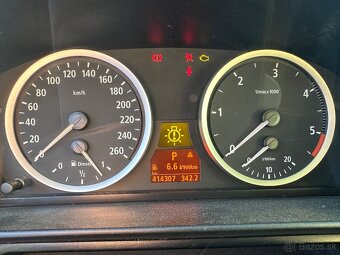 100 120 140
80 160
60 180
km/h
40 200
20 220
0 240
260
Diesel
0 1/2 1
2 3
1 4
1/min x 1000
0 5
l/100km
10 20
P
6.6 l/100km
414307 342.2
bazos.sk